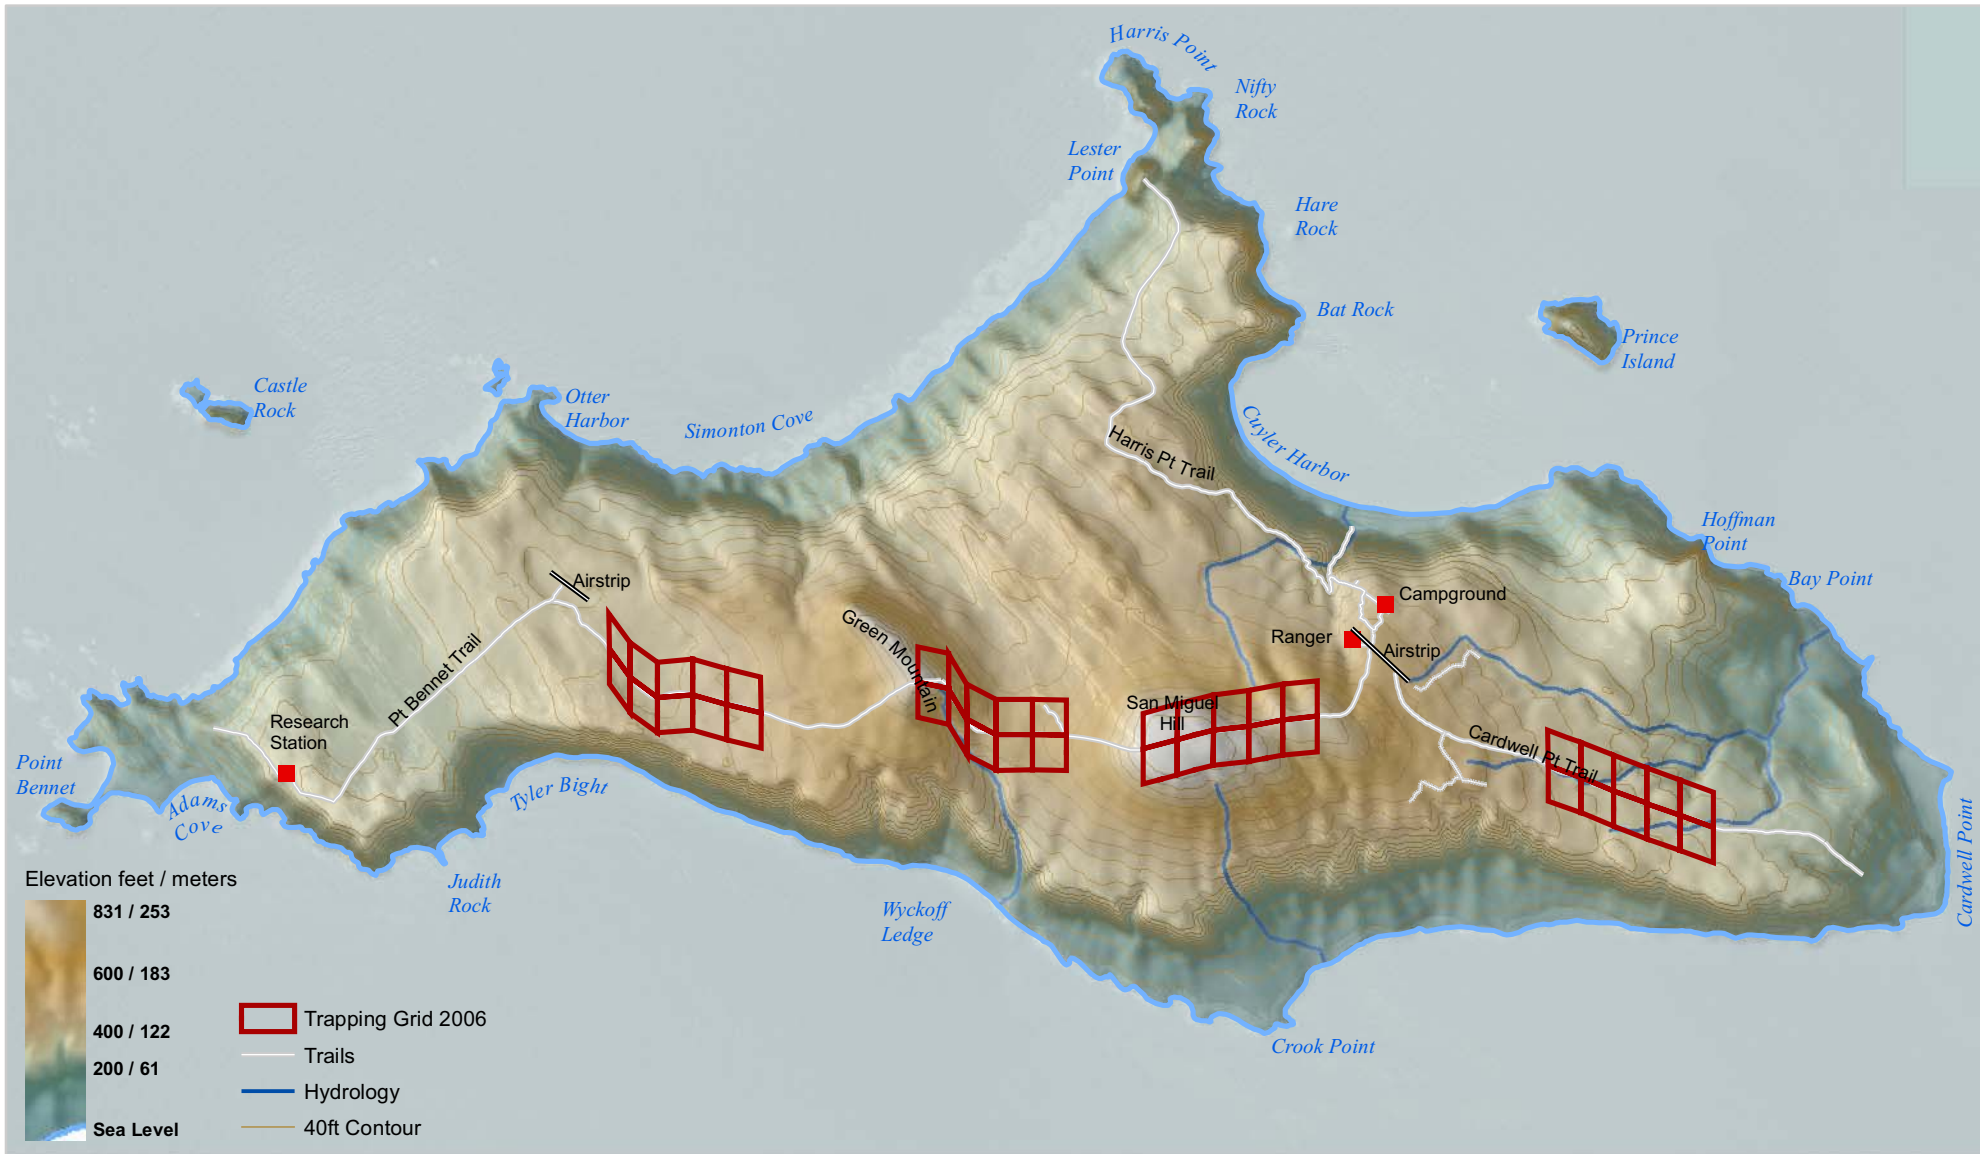 Harris Point
Nifty
Rock
Lester
Point
Hare
Rock
Bat Rock
Prince
Island
Castle
Rock
Otter
Harbor
Simonton Cove
Cuyler Harbor
Harris Pt Trail
Hoffman
Point
Bay Point
Airstrip
Campground
Green Mountain
Ranger
Airstrip
Pt Bennet Trail
San Miguel
Hill
Research
Station
Cardwell Pt Trail
Point
Bennet
Adams
Cove
Tyler Bight
Cardwell Point
Judith
Rock
Wyckoff
Ledge
Crook Point
Elevation feet / meters
831 / 253
600 / 183
400 / 122
200 / 61
Sea Level
Trapping Grid 2006
Trails
Hydrology
40ft Contour